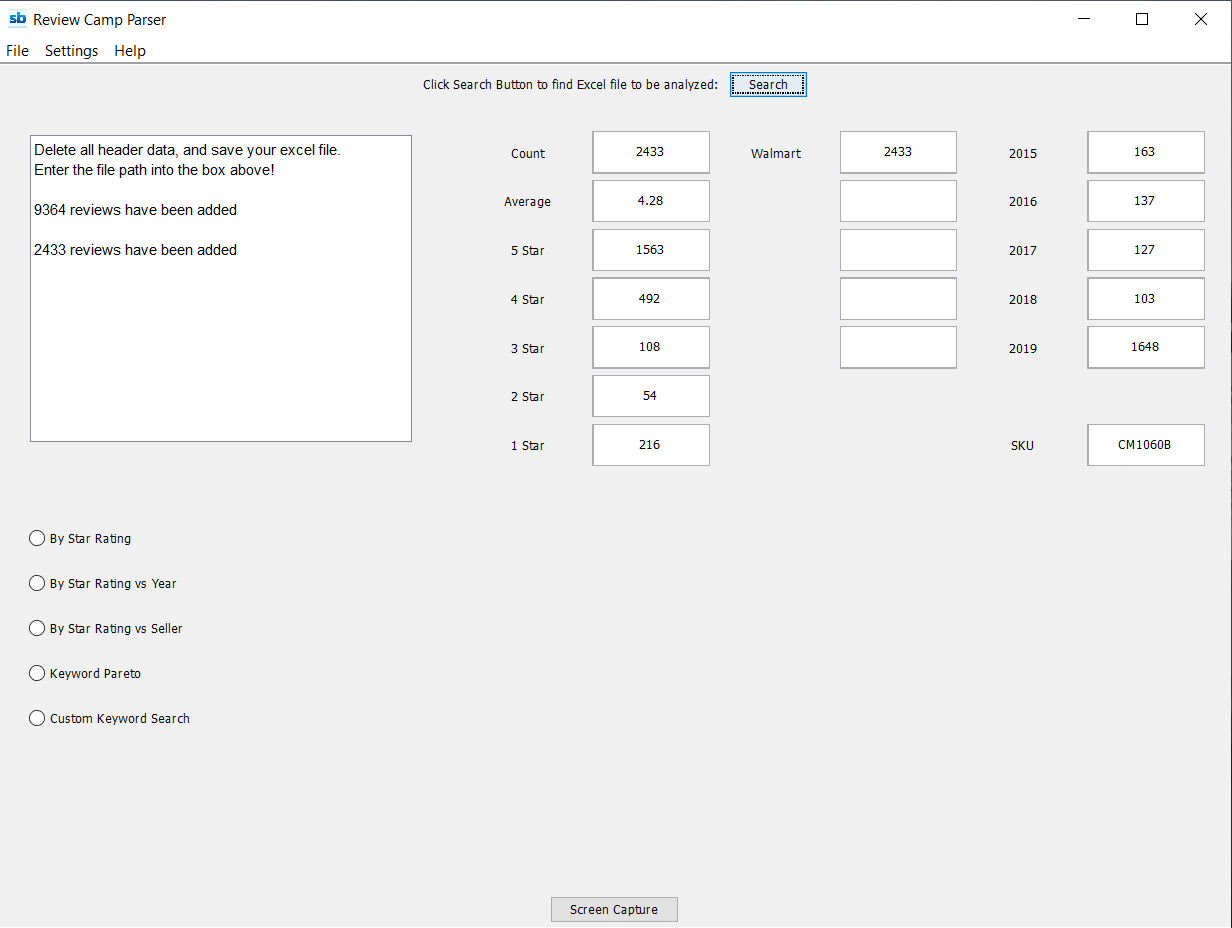 sb Review Camp Parser
File Settings Help
Click Search Button to find Excel file to be analyzed: Search
Delete all header data, and save your excel file.
Enter the file path into the box above!
9364 reviews have been added
2433 reviews have been added
Count 2433 Walmart 2433 2015 163
Average 4.28 2016 137
5 Star 1563 2017 127
4 Star 492 2018 103
3 Star 108 2019 1648
2 Star 54
1 Star 216 SKU CM1060B
By Star Rating
By Star Rating vs Year
By Star Rating vs Seller
Keyword Pareto
Custom Keyword Search
Screen Capture